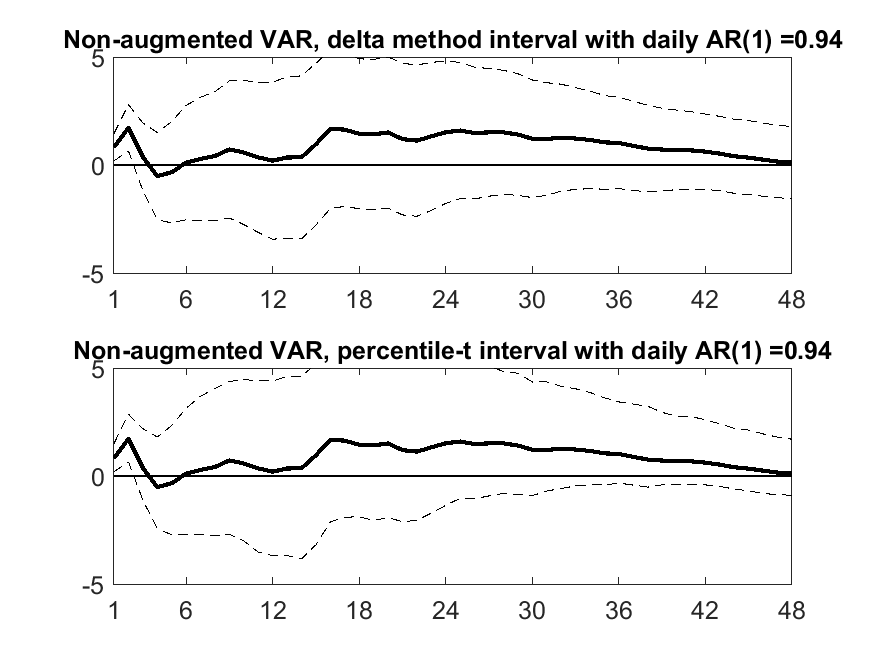 Non-augmented VAR, delta method interval with daily AR(1) =0.94
5
0
-5
1 6 12 18 24 30 36 42 48
Non-augmented VAR, percentile-t interval with daily AR(1) =0.94
5
0
-5
1 6 12 18 24 30 36 42 48